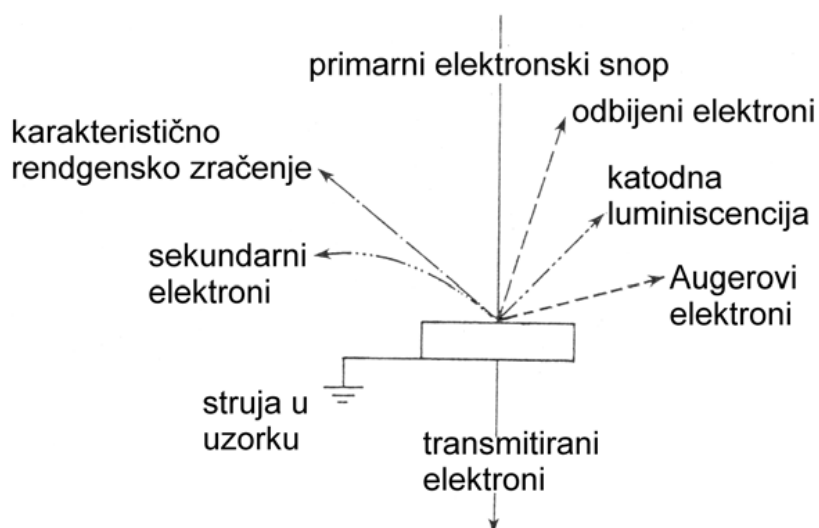 primarni elektronski snop
odbijeni elektroni
karakteristično
rendgensko zračenje
katodna
luminiscencija
sekundarni
elektroni
Augerovi
elektroni
struja u
uzorku
transmitirani
elektroni